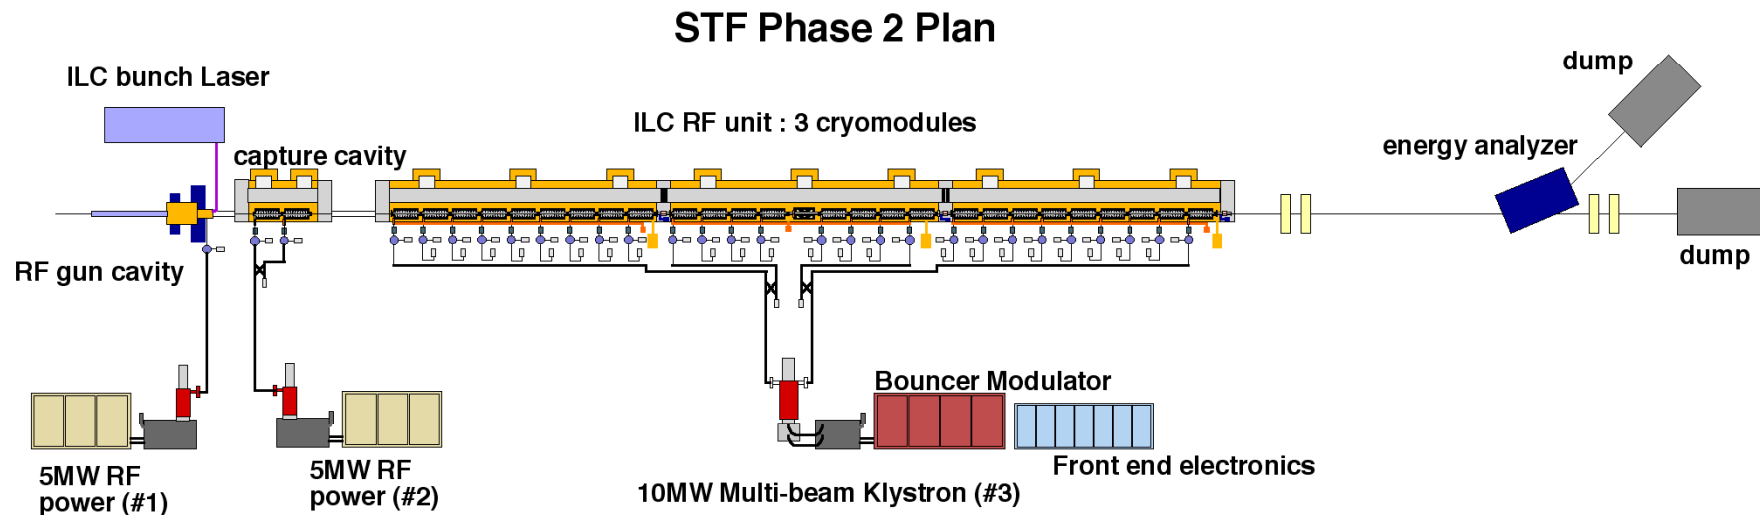 STF Phase 2 Plan
ILC bunch Laser
dump
ILC RF unit : 3 cryomodules
capture cavity
energy analyzer
RF gun cavity
dump
Bouncer Modulator
5MW RF
power (#1)
5MW RF
power (#2)
Front end electronics
10MW Multi-beam Klystron (#3)